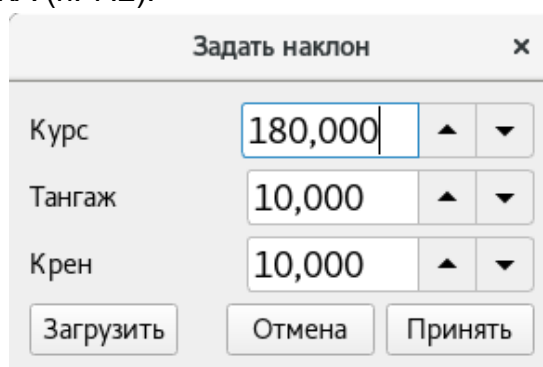 Задать наклон ×
Курс 180,000
Тангаж 10,000
Крен 10,000
Загрузить Отмена Принять